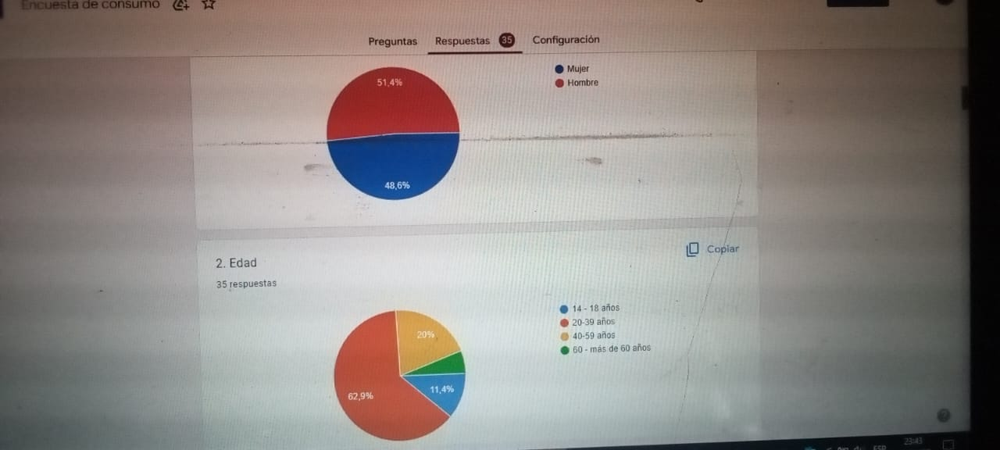 Encuesta de consumo
Preguntas Respuestas 35 Configuración
51,4%
48,6%
Mujer
Hombre
2. Edad
Copiar
35 respuestas
20%
11,4%
62,9%
14 - 18 años
20-39 años
40-59 años
60 - más de 60 años
ESP
23:43